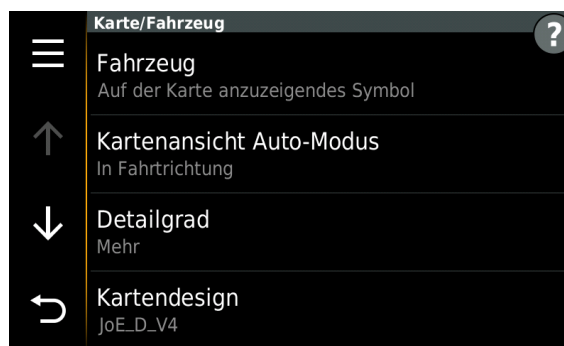 Karte/Fahrzeug
?
Fahrzeug
Auf der Karte anzuzeigendes Symbol
Kartenansicht Auto-Modus
In Fahrtrichtung
Detailgrad
Mehr
Kartendesign
JoE_D_V4